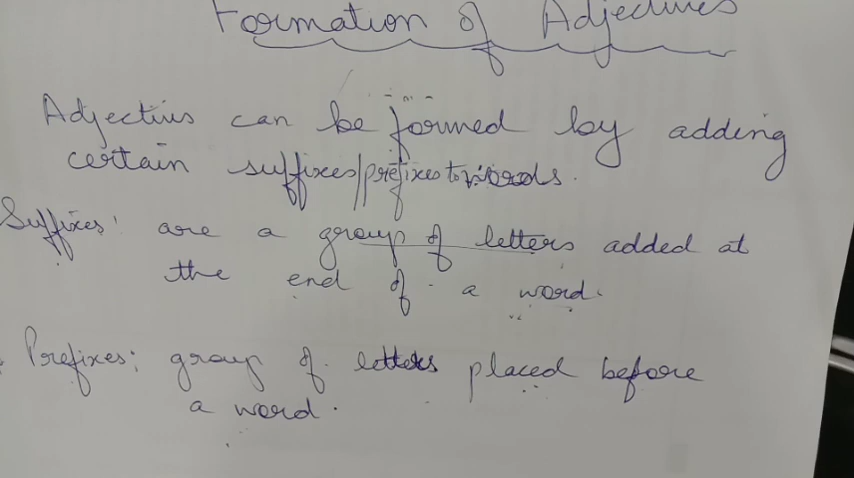 Formation of Adjectives
Adjectives can be formed by adding
certain suffixes/prefixes to words.
Suffixes: are a group of letters added at
the end of a word.
Prefixes: group of letters placed before
a word.